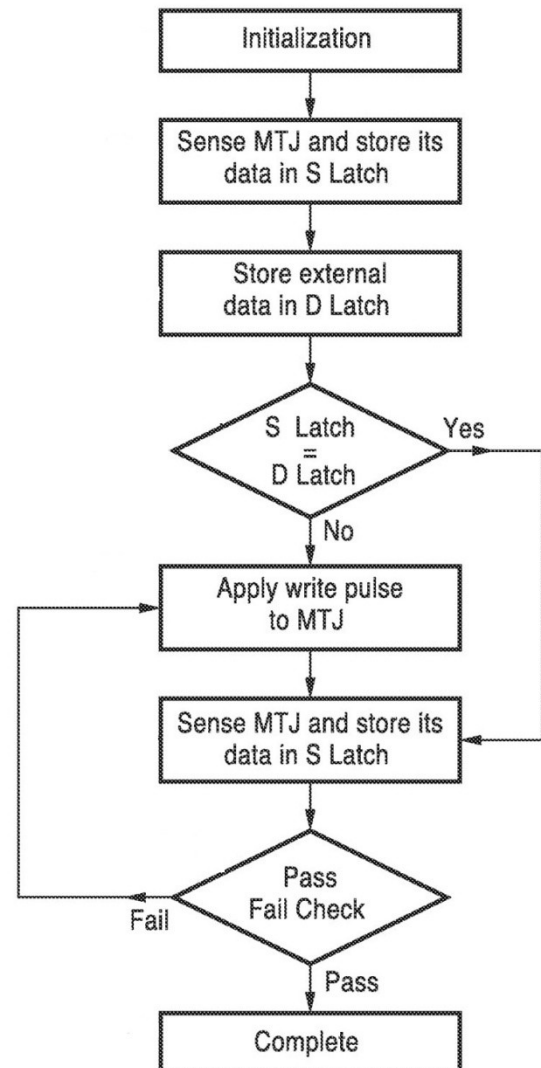 Initialization
Sense MTJ and store its
data in S Latch
Store external
data in D Latch
S Latch
=
D Latch
Yes
No
Apply write pulse
to MTJ
Sense MTJ and store its
data in S Latch
Pass
Fail Check
Fail
Pass
Complete